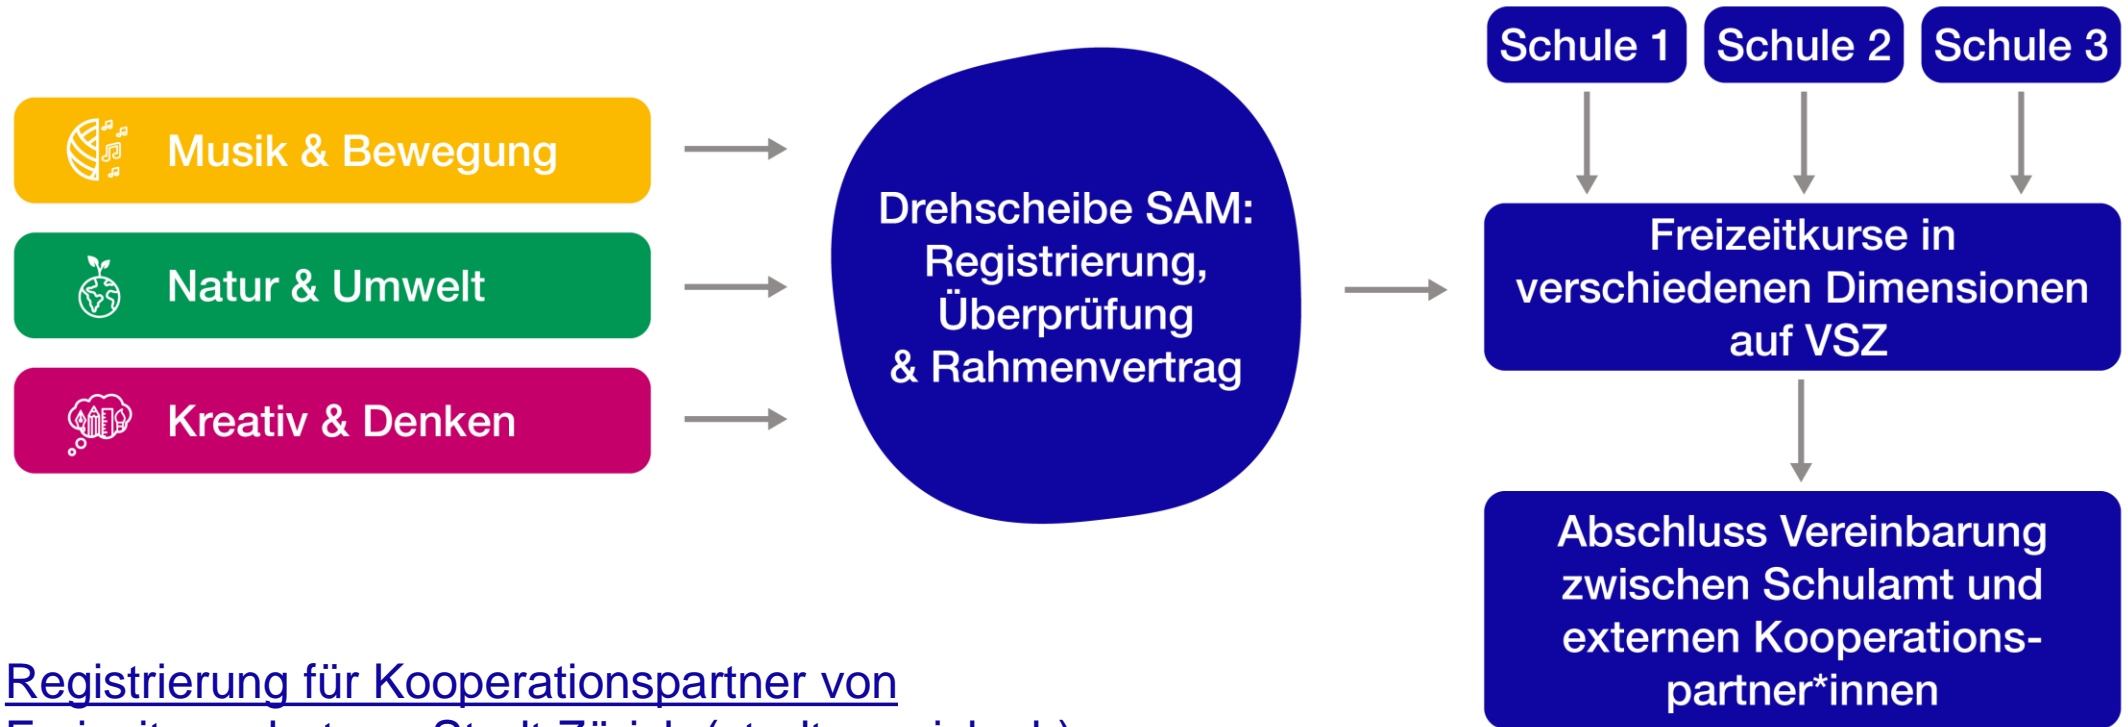 Musik & Bewegung
Natur & Umwelt
Kreativ & Denken
Drehscheibe SAM:
Registrierung,
Überprüfung
& Rahmenvertrag
Schule 1
Schule 2
Schule 3
Freizeitkurse in
verschiedenen Dimensionen
auf VSZ
Abschluss Vereinbarung
zwischen Schulamt und
externen Kooperations-
partner*innen
Registrierung für Kooperationspartner von